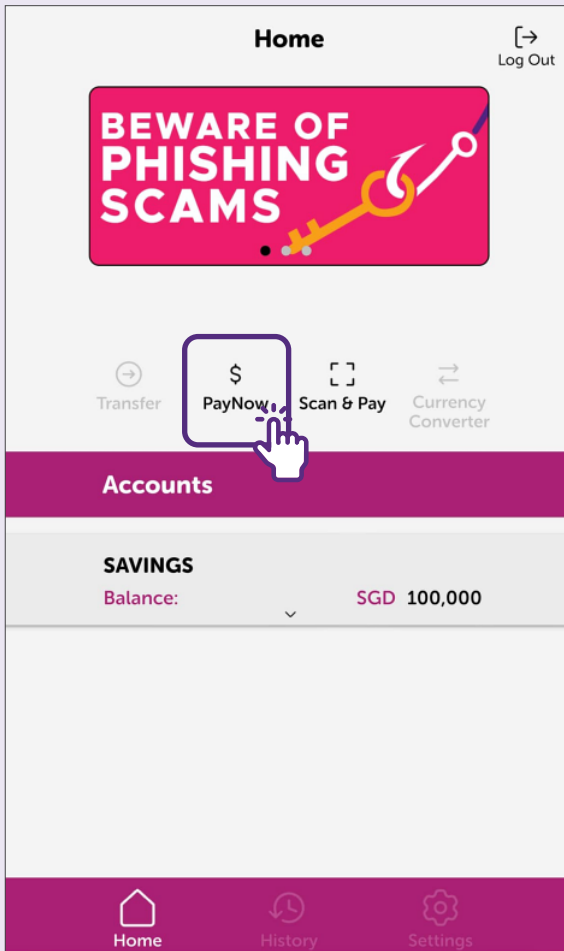 Home
Log Out
BEWARE OF
PHISHING
SCAMS
Transfer
$
PayNow
Scan & Pay
Currency
Converter
Accounts
SAVINGS
Balance: SGD 100,000
Home History Settings